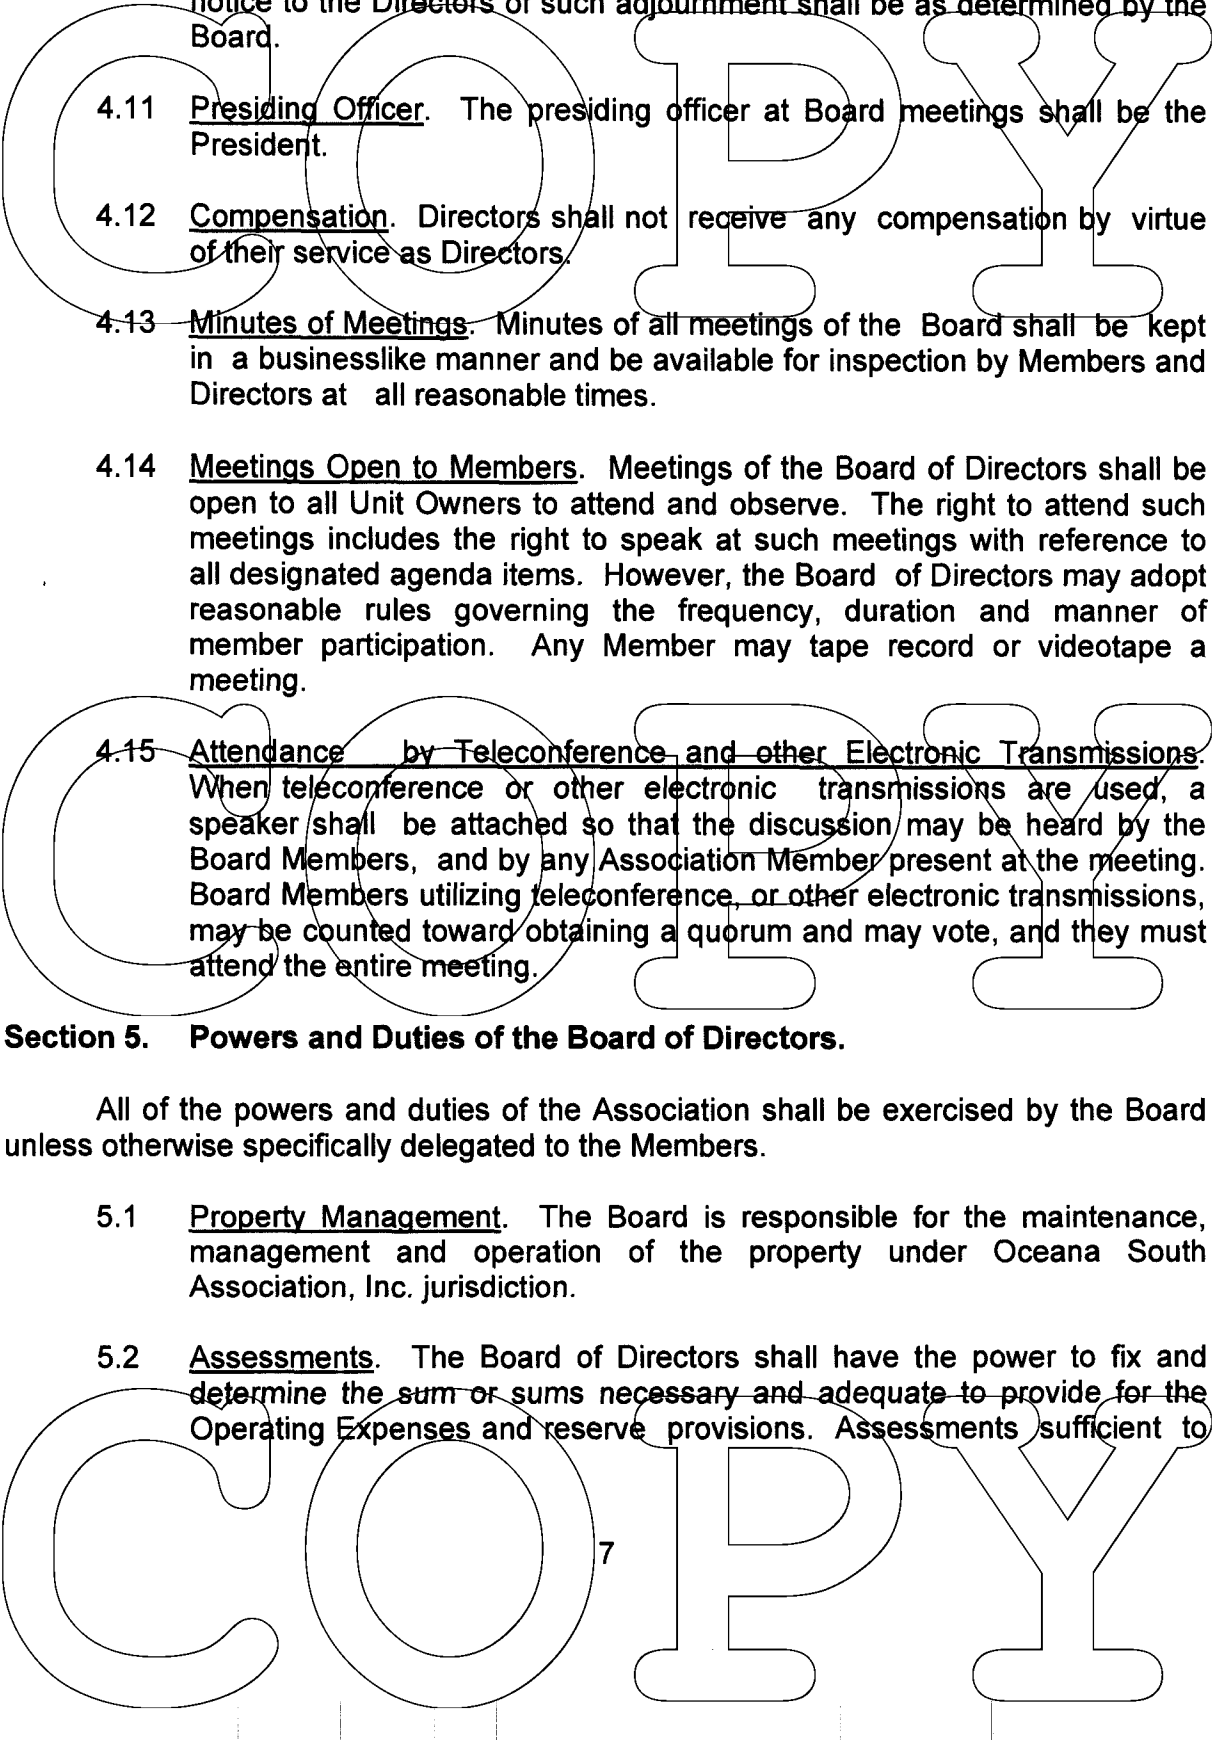 notice to the Directors of such adjournment shall be as determined by the
Board.
4.11 Presiding Officer. The presiding officer at Board meetings shall be the
President.
4.12 Compensation. Directors shall not receive any compensation by virtue
of their service as Directors.
4.13 Minutes of Meetings. Minutes of all meetings of the Board shall be kept
in a businesslike manner and be available for inspection by Members and
Directors at all reasonable times.
4.14 Meetings Open to Members. Meetings of the Board of Directors shall be
open to all Unit Owners to attend and observe. The right to attend such
meetings includes the right to speak at such meetings with reference to
all designated agenda items. However, the Board of Directors may adopt
reasonable rules governing the frequency, duration and manner of
member participation. Any Member may tape record or videotape a
meeting.
4.15 Attendance by Teleconference and other Electronic Transmissions.
When teleconference or other electronic transmissions are used, a
speaker shall be attached so that the discussion may be heard by the
Board Members, and by any Association Member present at the meeting.
Board Members utilizing teleconference, or other electronic transmissions,
may be counted toward obtaining a quorum and may vote, and they must
attend the entire meeting.
Section 5. Powers and Duties of the Board of Directors.
All of the powers and duties of the Association shall be exercised by the Board
unless otherwise specifically delegated to the Members.
5.1 Property Management. The Board is responsible for the maintenance,
management and operation of the property under Oceana South
Association, Inc. jurisdiction.
5.2 Assessments. The Board of Directors shall have the power to fix and
determine the sum or sums necessary and adequate to provide for the
Operating Expenses and reserve provisions. Assessments sufficient to
7
COPY
COPY
COPY